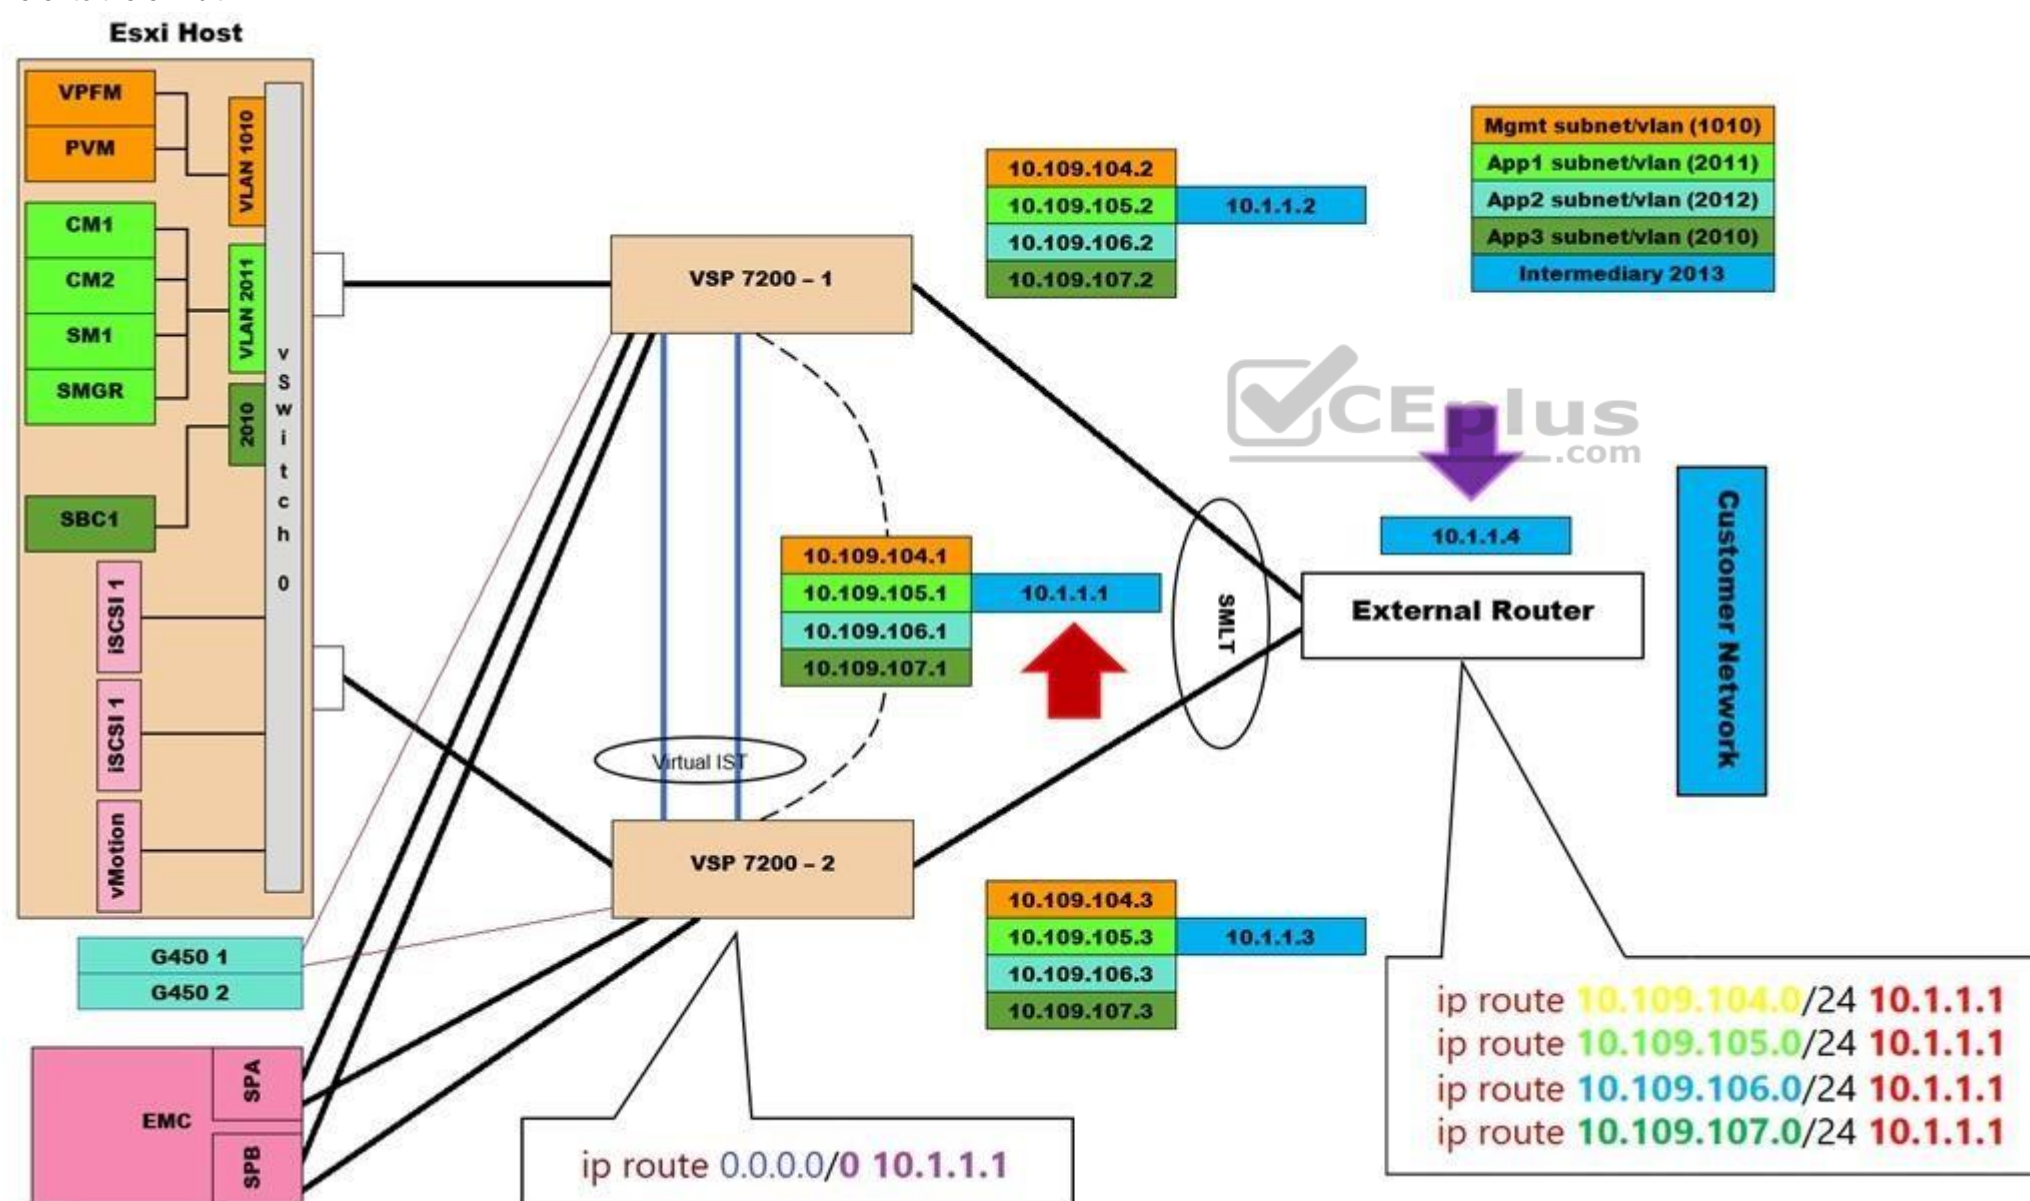 Esxi Host
VPFM
PVM
VLAN 1010
CM1
CM2
SM1
SMGR
VLAN 2011
2010
SBC1
vSwitch 0
iSCSI 1
iSCSI 1
vMotion
G450 1
G450 2
EMC
SPA
SPB
VSP 7200 – 1
Virtual IST
VSP 7200 – 2
10.109.104.2
10.109.105.2
10.1.1.2
10.109.106.2
10.109.107.2
Mgmt subnet/vlan (1010)
App1 subnet/vlan (2011)
App2 subnet/vlan (2012)
App3 subnet/vlan (2010)
Intermediary 2013
VCEplus
.com
10.109.104.1
10.109.105.1
10.1.1.1
10.109.106.1
10.109.107.1
SMLT
10.1.1.4
External Router
Customer Network
10.109.104.3
10.109.105.3
10.1.1.3
10.109.106.3
10.109.107.3
ip route 0.0.0.0/0 10.1.1.1
ip route 10.109.104.0/24 10.1.1.1
ip route 10.109.105.0/24 10.1.1.1
ip route 10.109.106.0/24 10.1.1.1
ip route 10.109.107.0/24 10.1.1.1